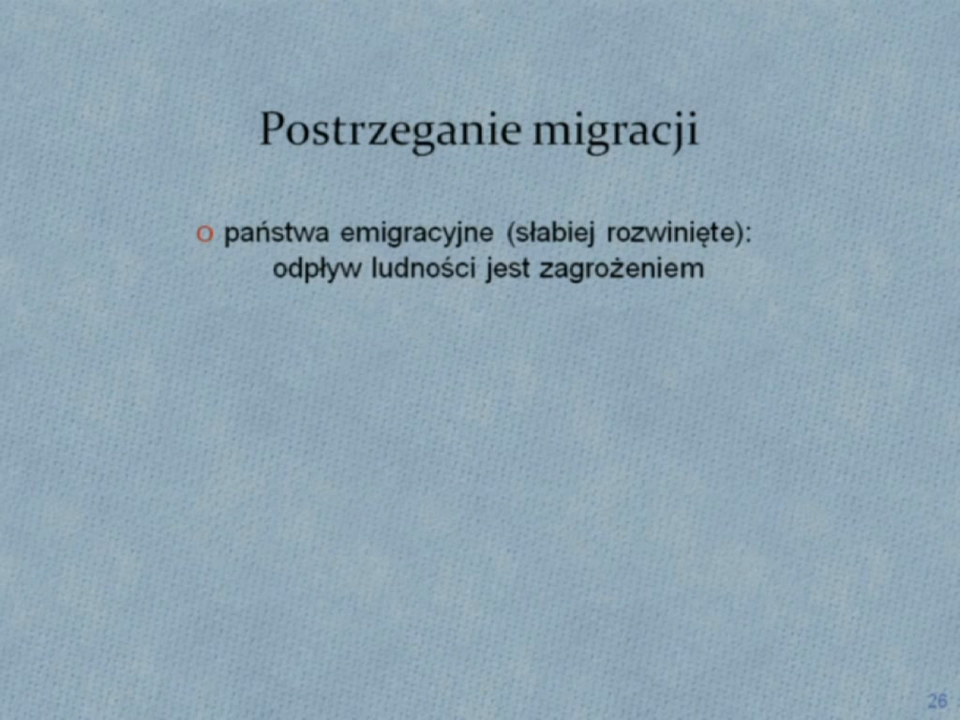 Postrzeganie migracji
o państwa emigracyjne (słabiej rozwinięte):
odpływ ludności jest zagrożeniem
26